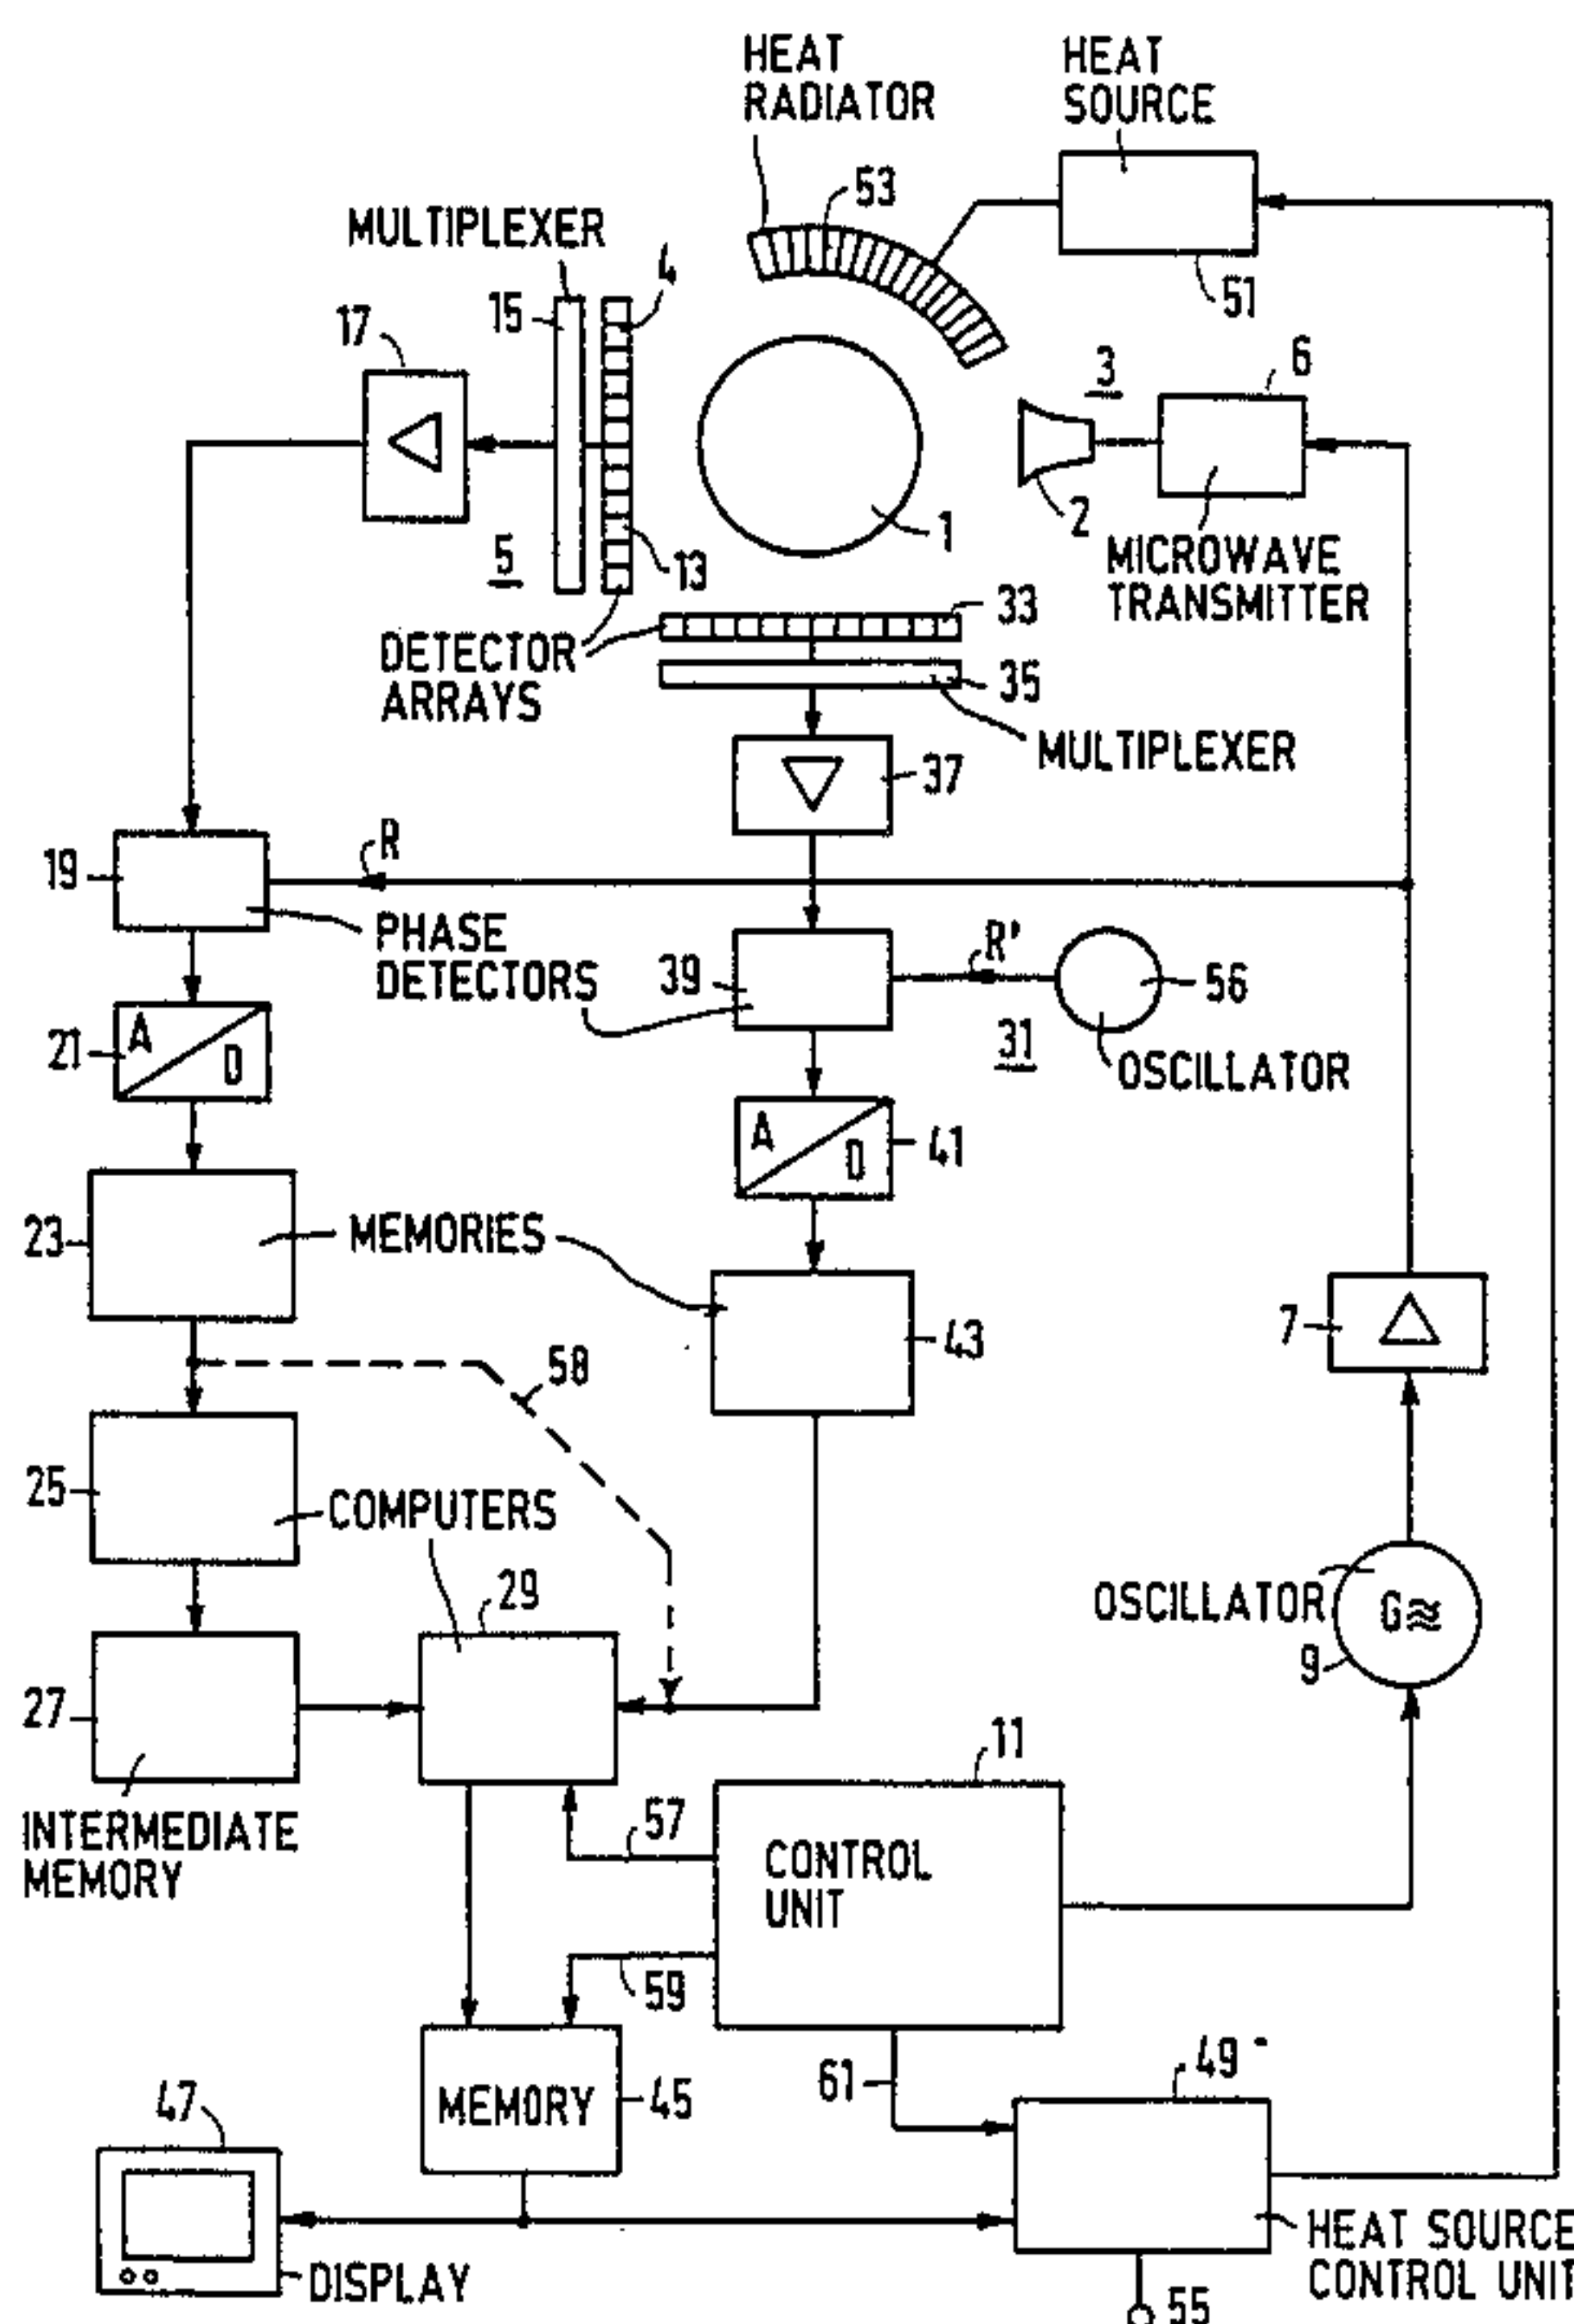 HEAT
RADIATOR
HEAT
SOURCE
53
MULTIPLEXER
4
51
17
15
3
6
1
2
5
13
MICROWAVE
TRANSMITTER
33
DETECTOR
ARRAYS
35
MULTIPLEXER
37
R
19
PHASE
DETECTORS
39
R'
56
31
OSCILLATOR
21
A
D
A
D
41
23
MEMORIES
43
7
58
25
COMPUTERS
29
OSCILLATOR
G≋
9
27
11
INTERMEDIATE
MEMORY
57
CONTROL
UNIT
59
61
49
47
MEMORY
45
HEAT SOURCE
CONTROL UNIT
DISPLAY
55